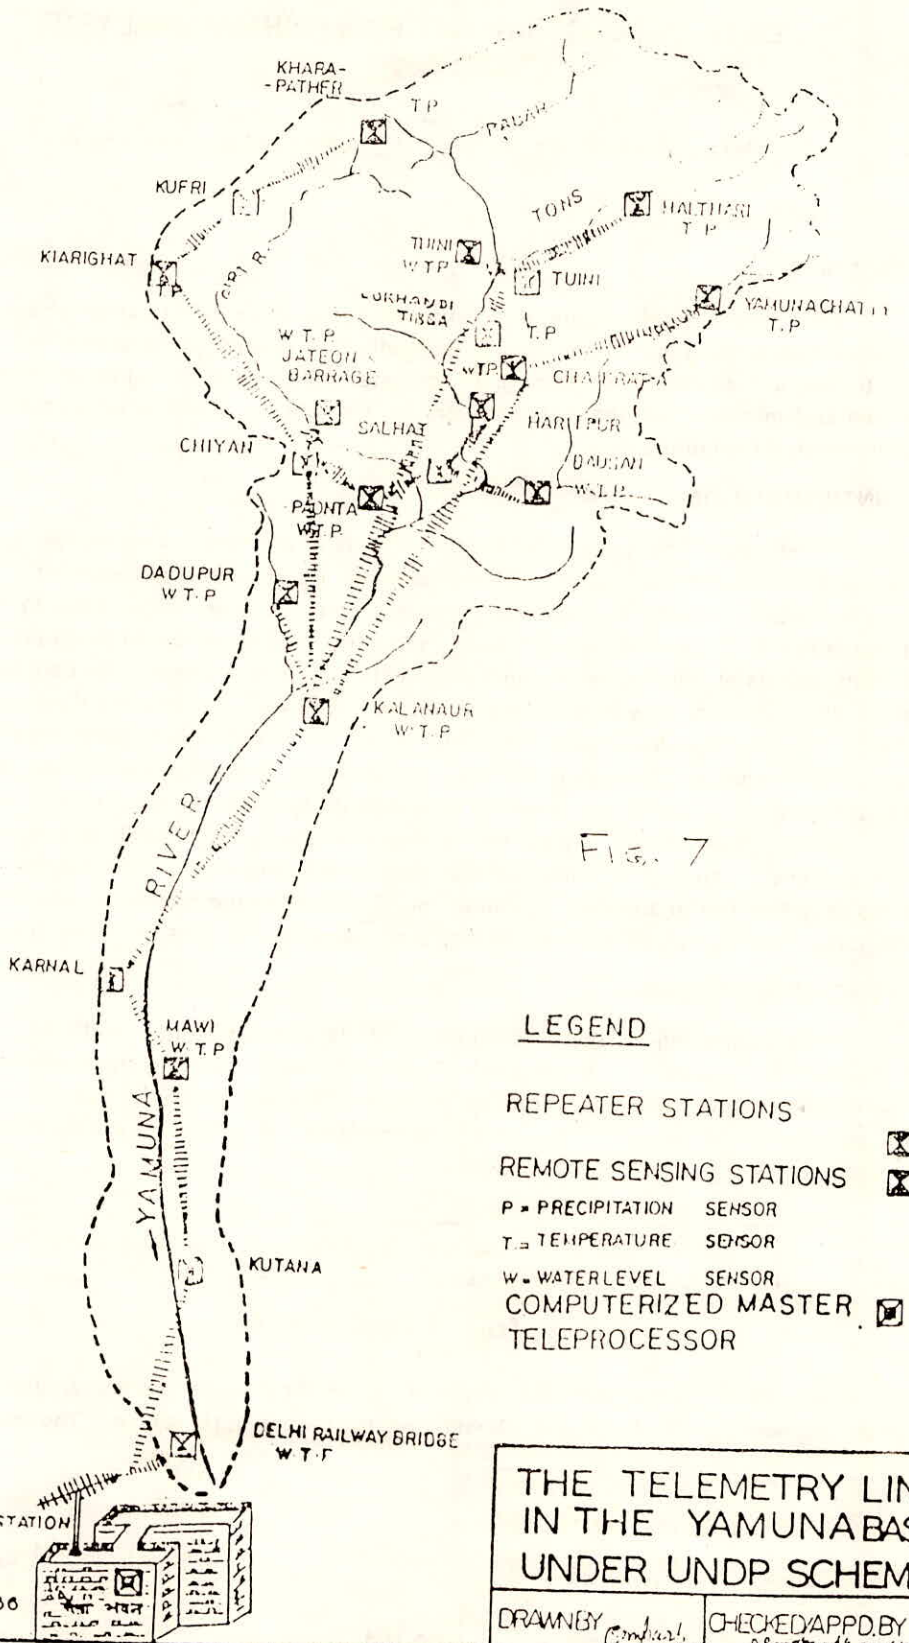 KHARA-
-PATHER
T P
PABAR
KUFRI
TONS
HALTHARI
T P
KIARIGHAT
T P
GIRI R.
TUINI
W T P
TUINI
T. P
YAMUNACHATTI
T. P
TIBBA
W T P
JATEON
BARRAGE
W T P.
SALHAT
HARIPUR
CHIYAN
W.T.P.
PAONTA
W.T.P.
DADUPUR
W T. P
KALANAUR
W. T. P
RIVER
FIG. 7
KARNAL
MAWI
W. T. P
YAMUNA
KUTANA
DELHI RAILWAY BRIDGE
W. T. P
STATION
भवन
LEGEND
REPEATER STATIONS
REMOTE SENSING STATIONS
P = PRECIPITATION SENSOR
T = TEMPERATURE SENSOR
W = WATERLEVEL SENSOR
COMPUTERIZED MASTER
TELEPROCESSOR
THE TELEMETRY LIN
IN THE YAMUNA BAS
UNDER UNDP SCHEM
DRAWN BY
CHECKED/APPD. BY